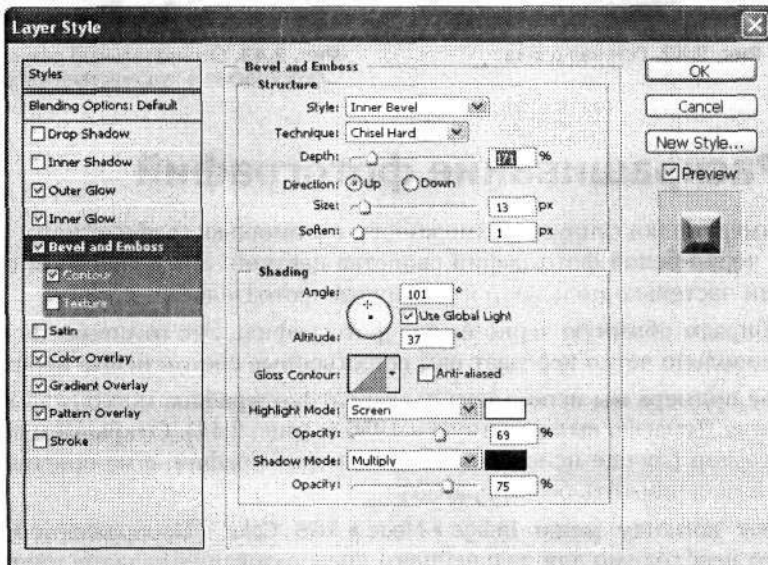 Layer Style
Styles
Blending Options: Default
Drop Shadow
Inner Shadow
Outer Glow
Inner Glow
Bevel and Emboss
Contour
Texture
Satin
Color Overlay
Gradient Overlay
Pattern Overlay
Stroke
Bevel and Emboss
Structure
Style: Inner Bevel
Technique: Chisel Hard
Depth: 171 %
Direction: Up Down
Size: 13 px
Soften: 1 px
Shading
Angle: 101 °
Use Global Light
Altitude: 37 °
Gloss Contour: Anti-aliased
Highlight Mode: Screen
Opacity: 69 %
Shadow Mode: Multiply
Opacity: 75 %
OK
Cancel
New Style...
Preview